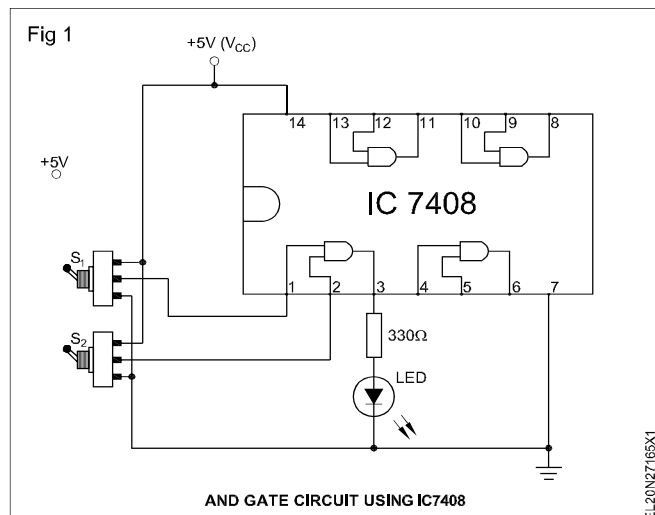 Fig 1
+5V (VCC)
14 13 12 11 10 9 8
+5V
IC 7408
S1
1 2 3 4 5 6 7
330Ω
S2
LED
AND GATE CIRCUIT USING IC7408
EL20N27165X1